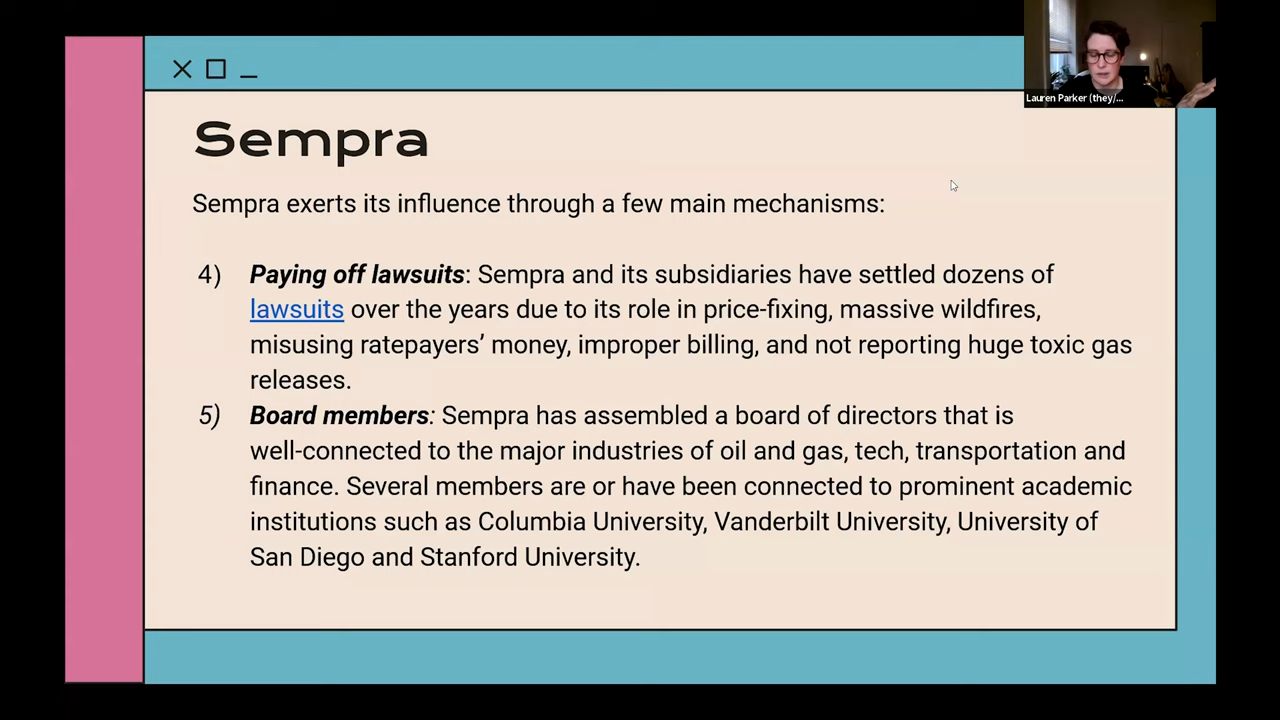 Lauren Parker (they/...
Sempra
Sempra exerts its influence through a few main mechanisms:
4) Paying off lawsuits: Sempra and its subsidiaries have settled dozens of
lawsuits over the years due to its role in price-fixing, massive wildfires,
misusing ratepayers’ money, improper billing, and not reporting huge toxic gas
releases.
5) Board members: Sempra has assembled a board of directors that is
well-connected to the major industries of oil and gas, tech, transportation and
finance. Several members are or have been connected to prominent academic
institutions such as Columbia University, Vanderbilt University, University of
San Diego and Stanford University.